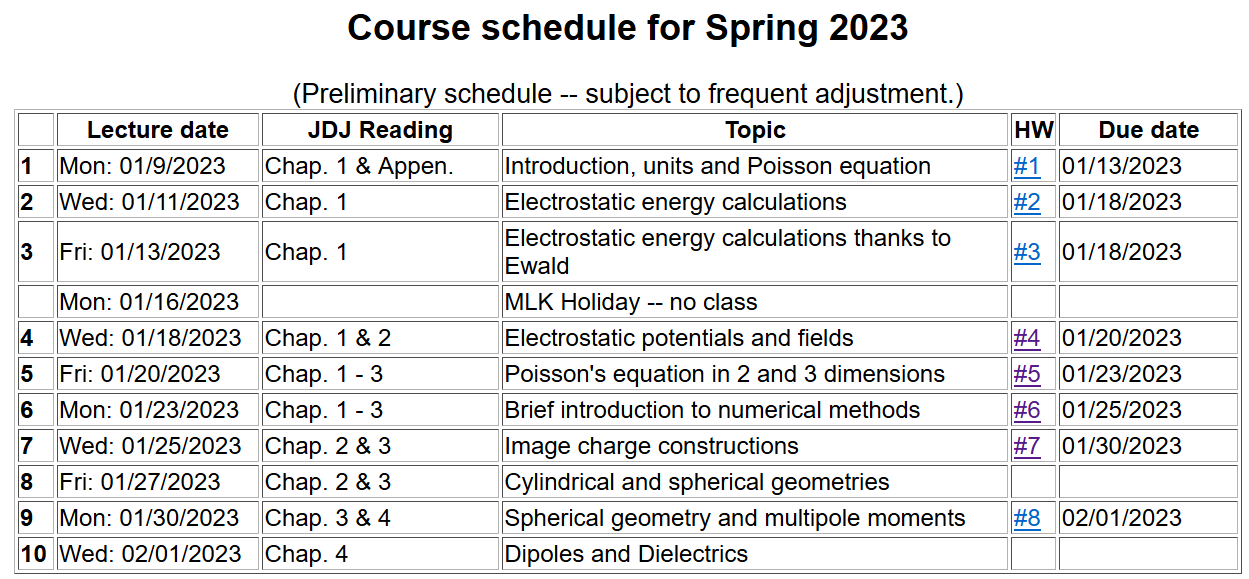 Course schedule for Spring 2023
(Preliminary schedule -- subject to frequent adjustment.)
Lecture date JDJ Reading Topic HW Due date
1 Mon: 01/9/2023 Chap. 1 & Appen. Introduction, units and Poisson equation #1 01/13/2023
2 Wed: 01/11/2023 Chap. 1 Electrostatic energy calculations #2 01/18/2023
3 Fri: 01/13/2023 Chap. 1 Electrostatic energy calculations thanks to
Ewald #3 01/18/2023
Mon: 01/16/2023 MLK Holiday -- no class
4 Wed: 01/18/2023 Chap. 1 & 2 Electrostatic potentials and fields #4 01/20/2023
5 Fri: 01/20/2023 Chap. 1 - 3 Poisson's equation in 2 and 3 dimensions #5 01/23/2023
6 Mon: 01/23/2023 Chap. 1 - 3 Brief introduction to numerical methods #6 01/25/2023
7 Wed: 01/25/2023 Chap. 2 & 3 Image charge constructions #7 01/30/2023
8 Fri: 01/27/2023 Chap. 2 & 3 Cylindrical and spherical geometries
9 Mon: 01/30/2023 Chap. 3 & 4 Spherical geometry and multipole moments #8 02/01/2023
10 Wed: 02/01/2023 Chap. 4 Dipoles and Dielectrics